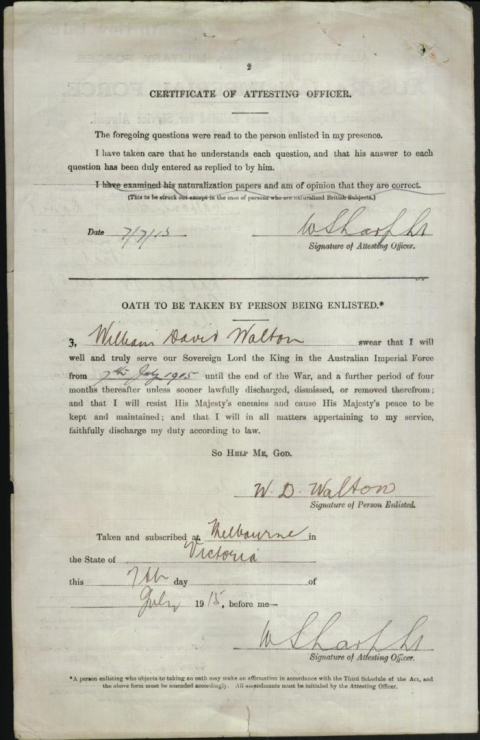 2
CERTIFICATE OF ATTESTING OFFICER.
The foregoing questions were read to the person enlisted in my presence.
I have taken care that he understands each question, and that his answer to each
question has been duly entered as replied to by him.
I have examined his naturalization papers and am of opinion that they are correct.
(This to be struck out except in the case of persons who are naturalized British Subjects.)
Date 7/7/15 W Sharp Lt
Signature of Attesting Officer.
OATH TO BE TAKEN BY PERSON BEING ENLISTED.*
I, William David Walton swear that I will
well and truly serve our Sovereign Lord the King in the Australian Imperial Force
from 7th July 1915 until the end of the War, and a further period of four
months thereafter unless sooner lawfully discharged, dismissed, or removed therefrom;
and that I will resist His Majesty's enemies and cause His Majesty's peace to be
kept and maintained; and that I will in all matters appertaining to my service,
faithfully discharge my duty according to law.
SO HELP ME, GOD.
W. D. Walton
Signature of Person Enlisted.
Taken and subscribed at Melbourne in
the State of Victoria
this 7th day of
July 1915, before me—
W Sharp Lt
Signature of Attesting Officer.
*A person enlisting who objects to taking an oath may make an affirmation in accordance with the Third Schedule of the Act, and
the above form must be amended accordingly. All amendments must be initialed by the Attesting Officer.